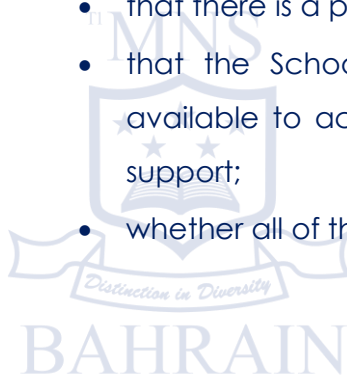 • that there is a p
TI MNS
• that the Schoo
available to ac
support;
• whether all of th
Distinction in Diversity
BAHRAIN